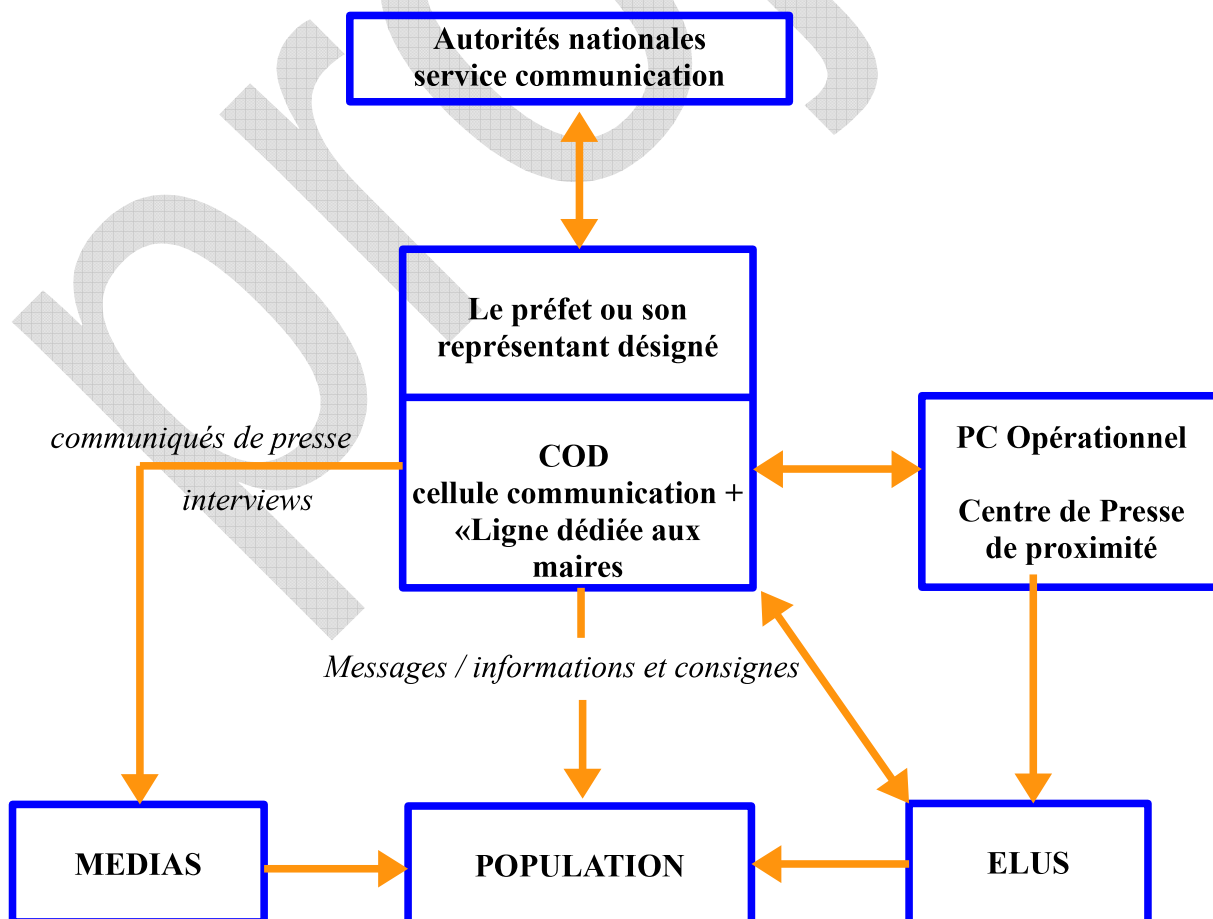 Autorités nationales
service communication
Le préfet ou son
représentant désigné
communiqués de presse
interviews
COD
cellule communication +
«Ligne dédiée aux
maires
PC Opérationnel
Centre de Presse
de proximité
Messages / informations et consignes
MEDIAS
POPULATION
ELUS